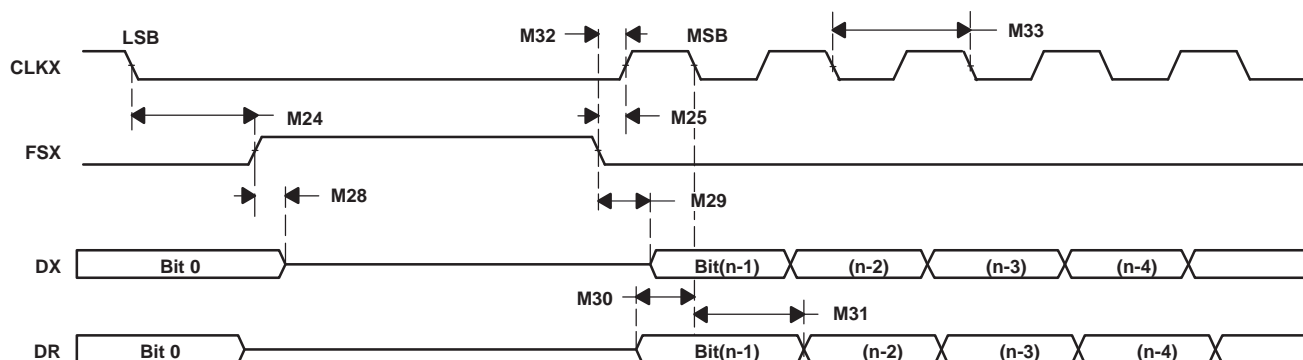 LSB
M32
MSB
M33
CLKX
M24
M25
FSX
M28
M29
DX
Bit 0
Bit(n-1)
(n-2)
(n-3)
(n-4)
M30
M31
DR
Bit 0
Bit(n-1)
(n-2)
(n-3)
(n-4)